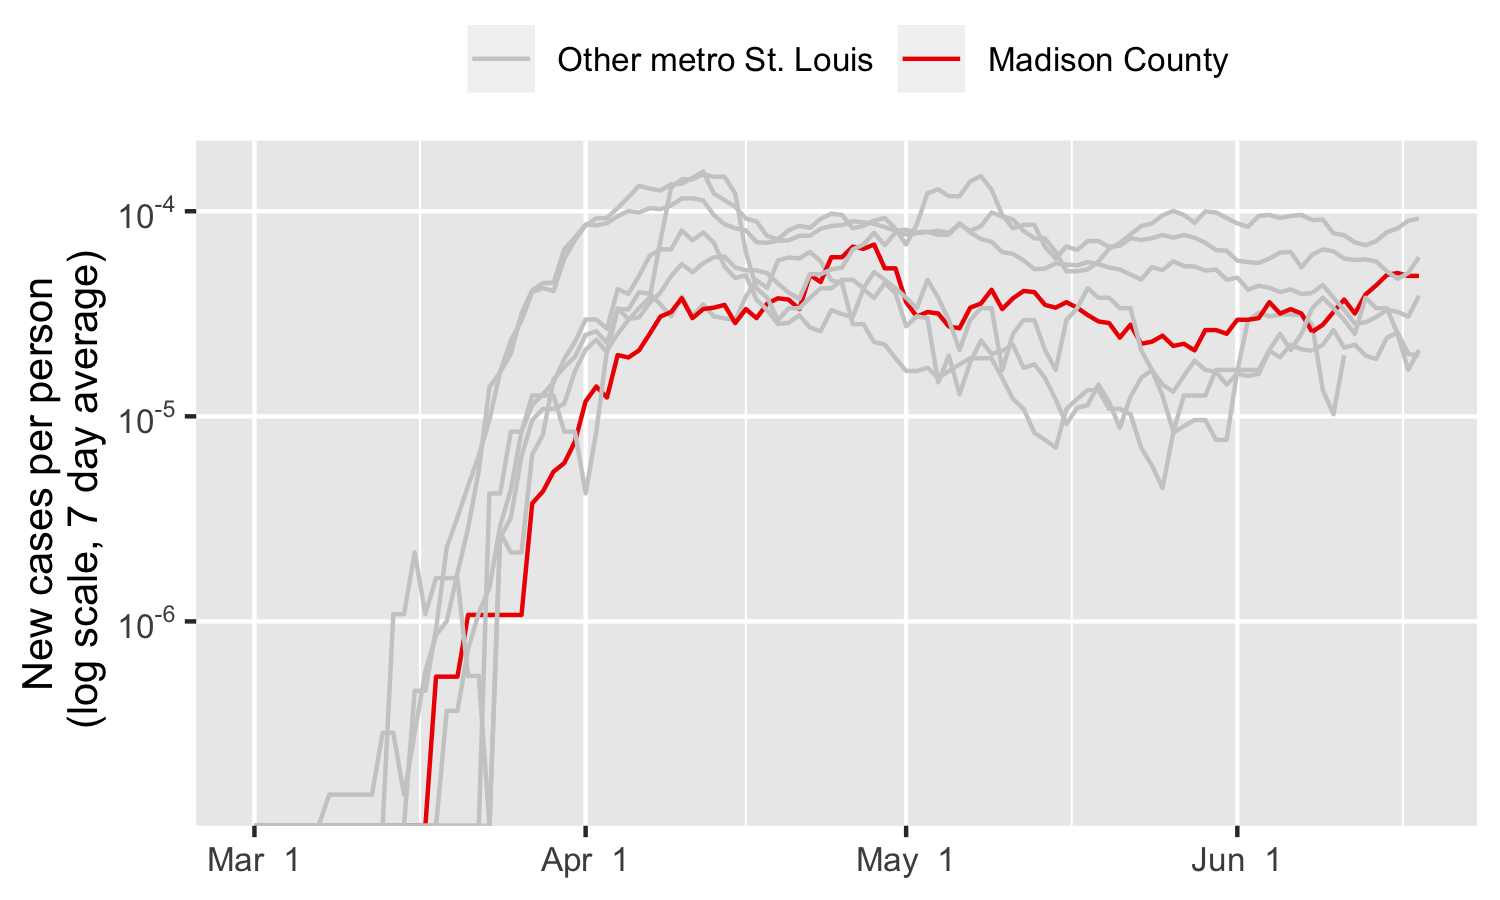 Other metro St. Louis Madison County
New cases per person
(log scale, 7 day average)
10-4
10-5
10-6
Mar 1 Apr 1 May 1 Jun 1